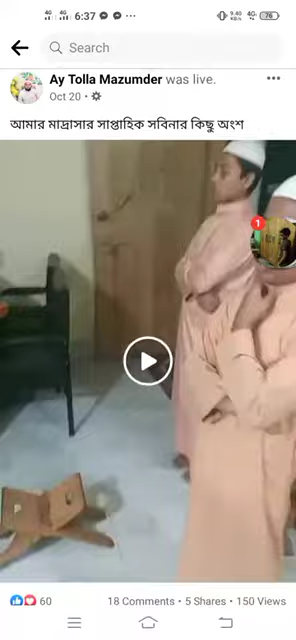 4G 4G 6:37 ... 9.40 KB/S 4G 76
Search
Ay Tolla Mazumder was live.
Oct 20 •
আমার মাদ্রাসার সাপ্তাহিক সবিনার কিছু অংশ
1
60 18 Comments • 5 Shares • 150 Views